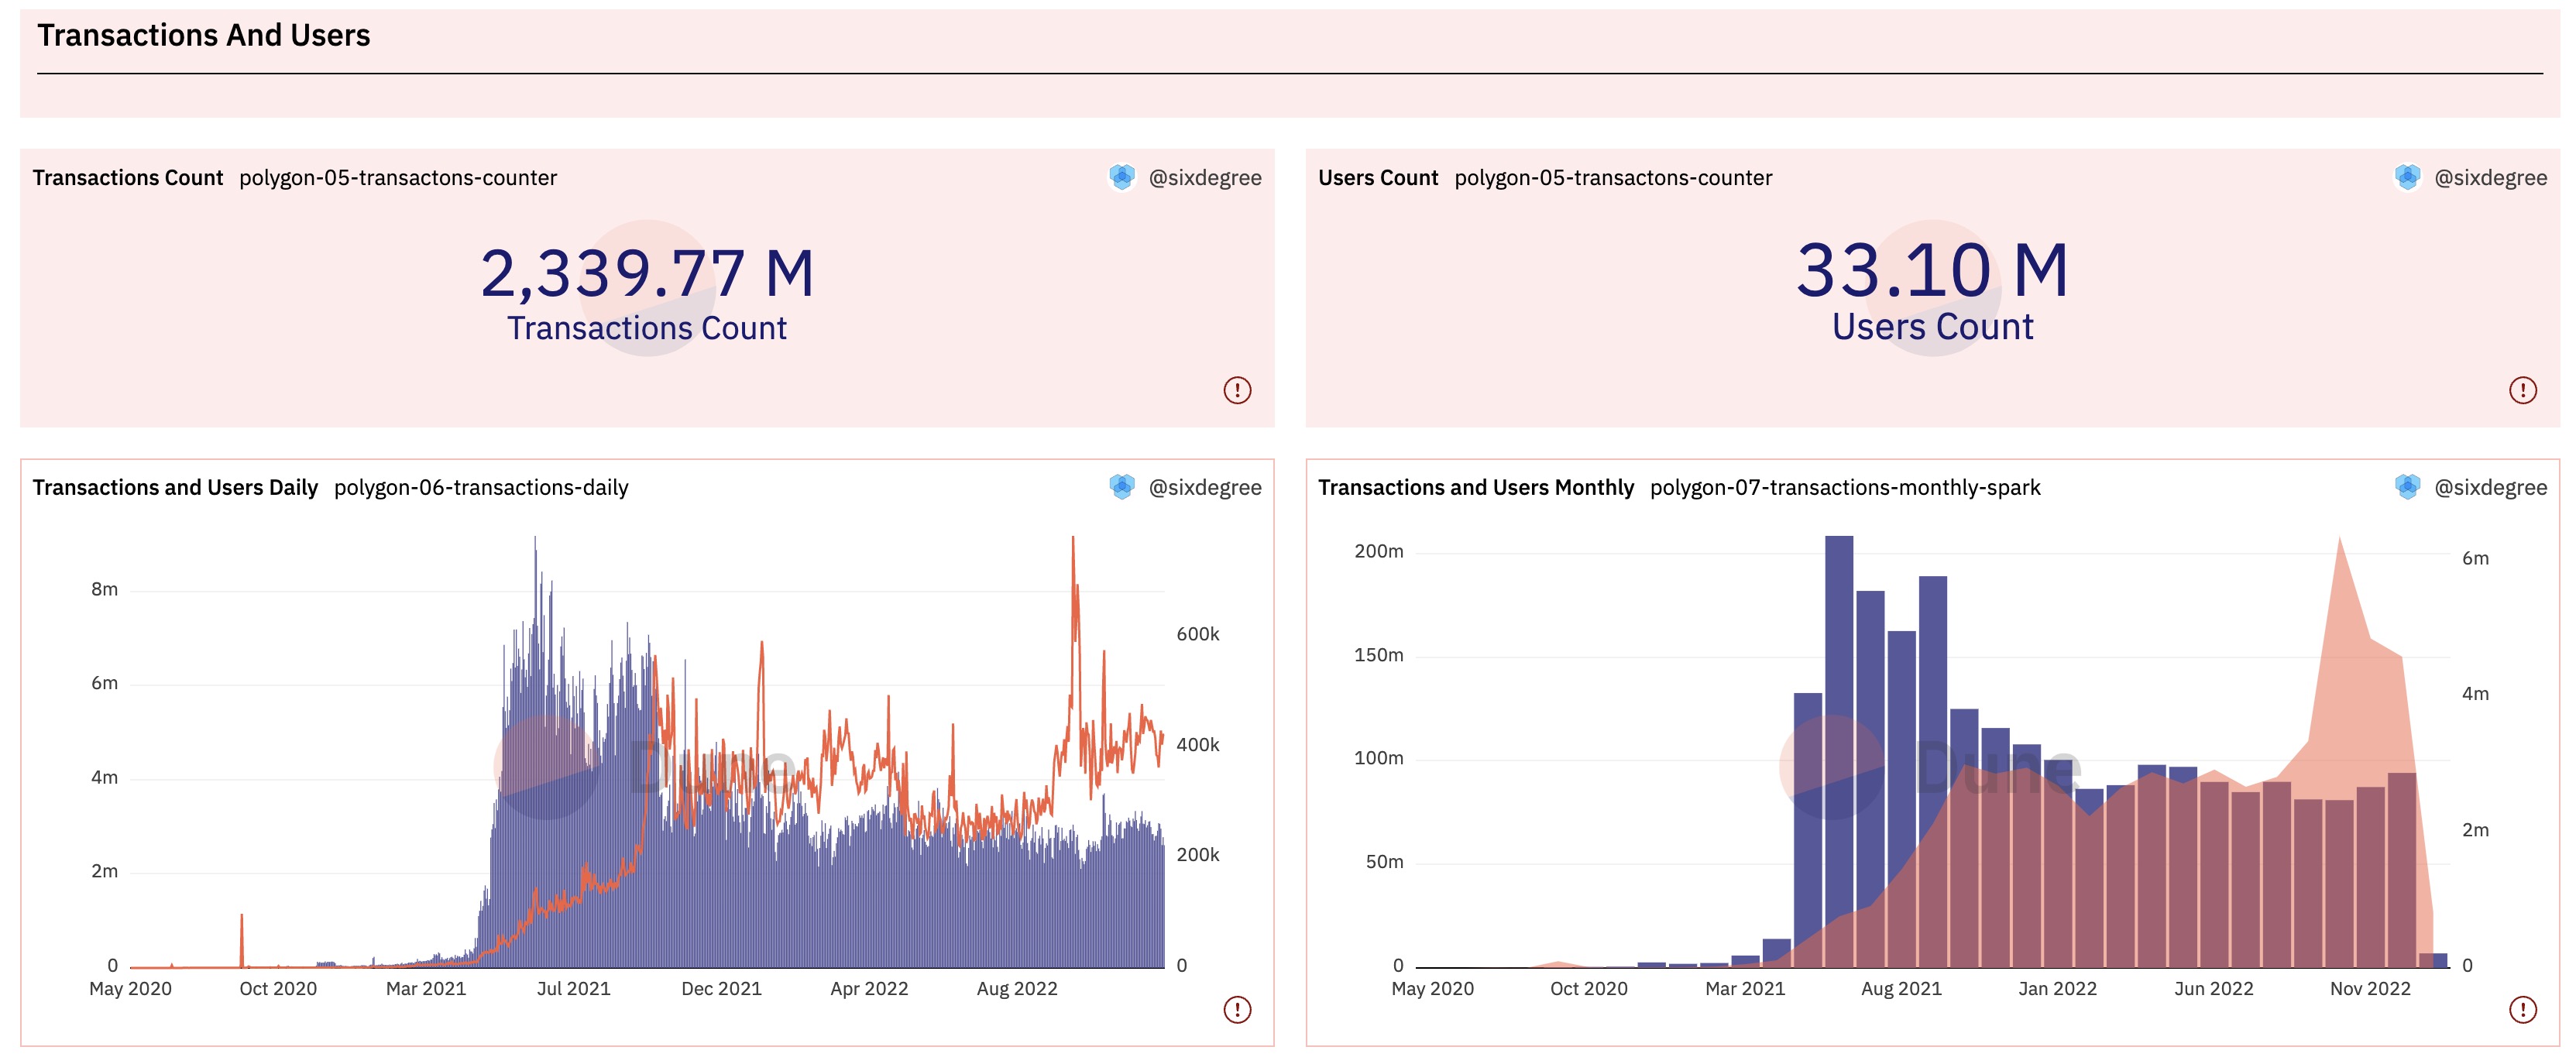 Transactions And Users
Transactions Count polygon-05-transactons-counter @sixdegree
2,339.77 M
Transactions Count
Users Count polygon-05-transactons-counter @sixdegree
33.10 M
Users Count
Transactions and Users Daily polygon-06-transactions-daily @sixdegree
8m
6m
4m
2m
0
600k
400k
200k
0
Dune
May 2020 Oct 2020 Mar 2021 Jul 2021 Dec 2021 Apr 2022 Aug 2022
Transactions and Users Monthly polygon-07-transactions-monthly-spark @sixdegree
200m
150m
100m
50m
0
6m
4m
2m
0
Dune
May 2020 Oct 2020 Mar 2021 Aug 2021 Jan 2022 Jun 2022 Nov 2022